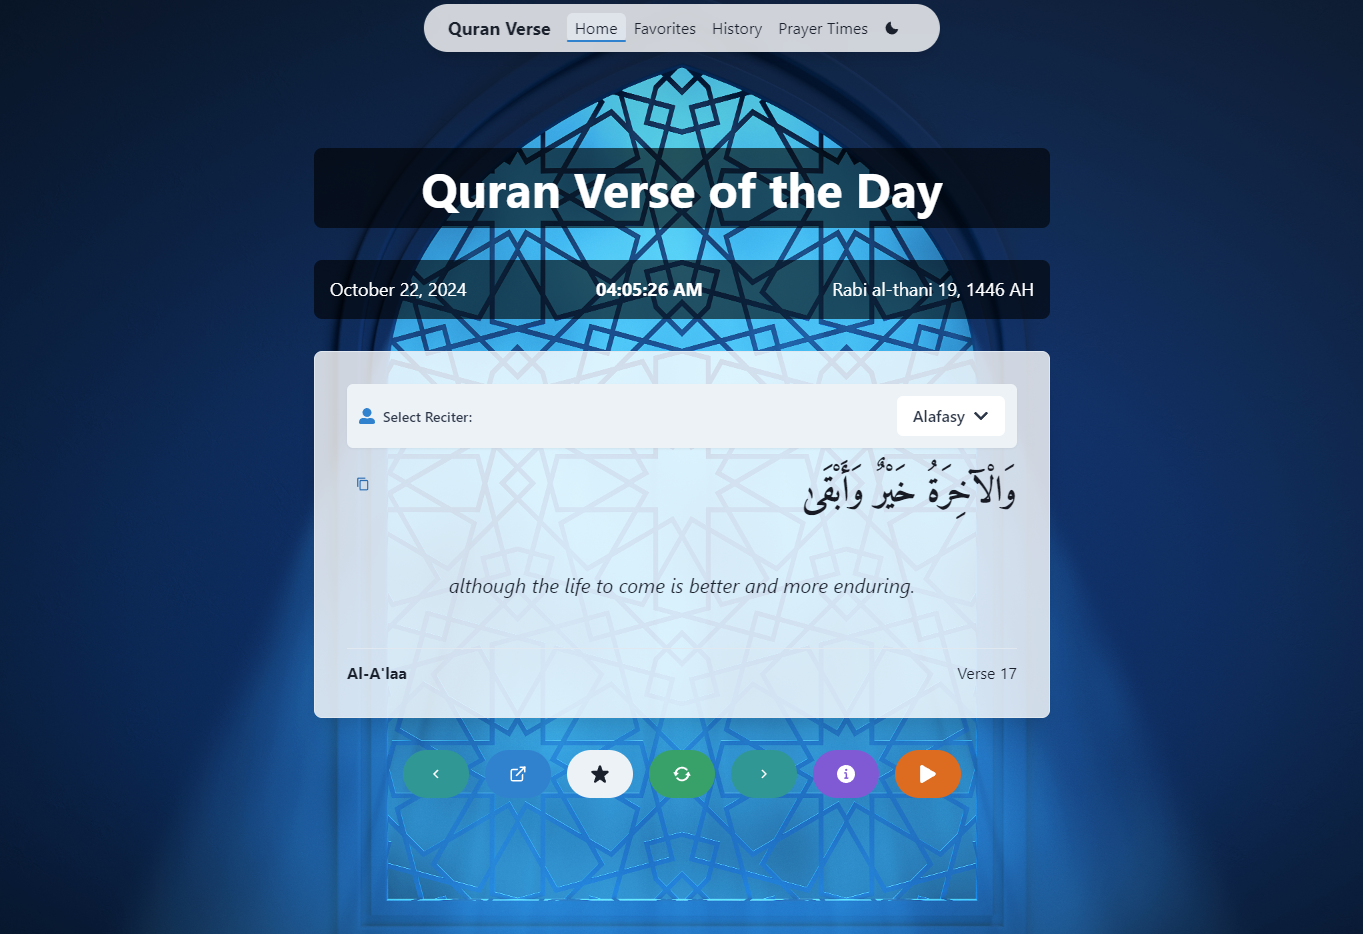 Quran Verse Home Favorites History Prayer Times
Quran Verse of the Day
October 22, 2024 04:05:26 AM Rabi al-thani 19, 1446 AH
Select Reciter: Alafasy
وَالْآخِرَةُ خَيْرٌ وَأَبْقَىٰ
although the life to come is better and more enduring.
Al-A'laa Verse 17